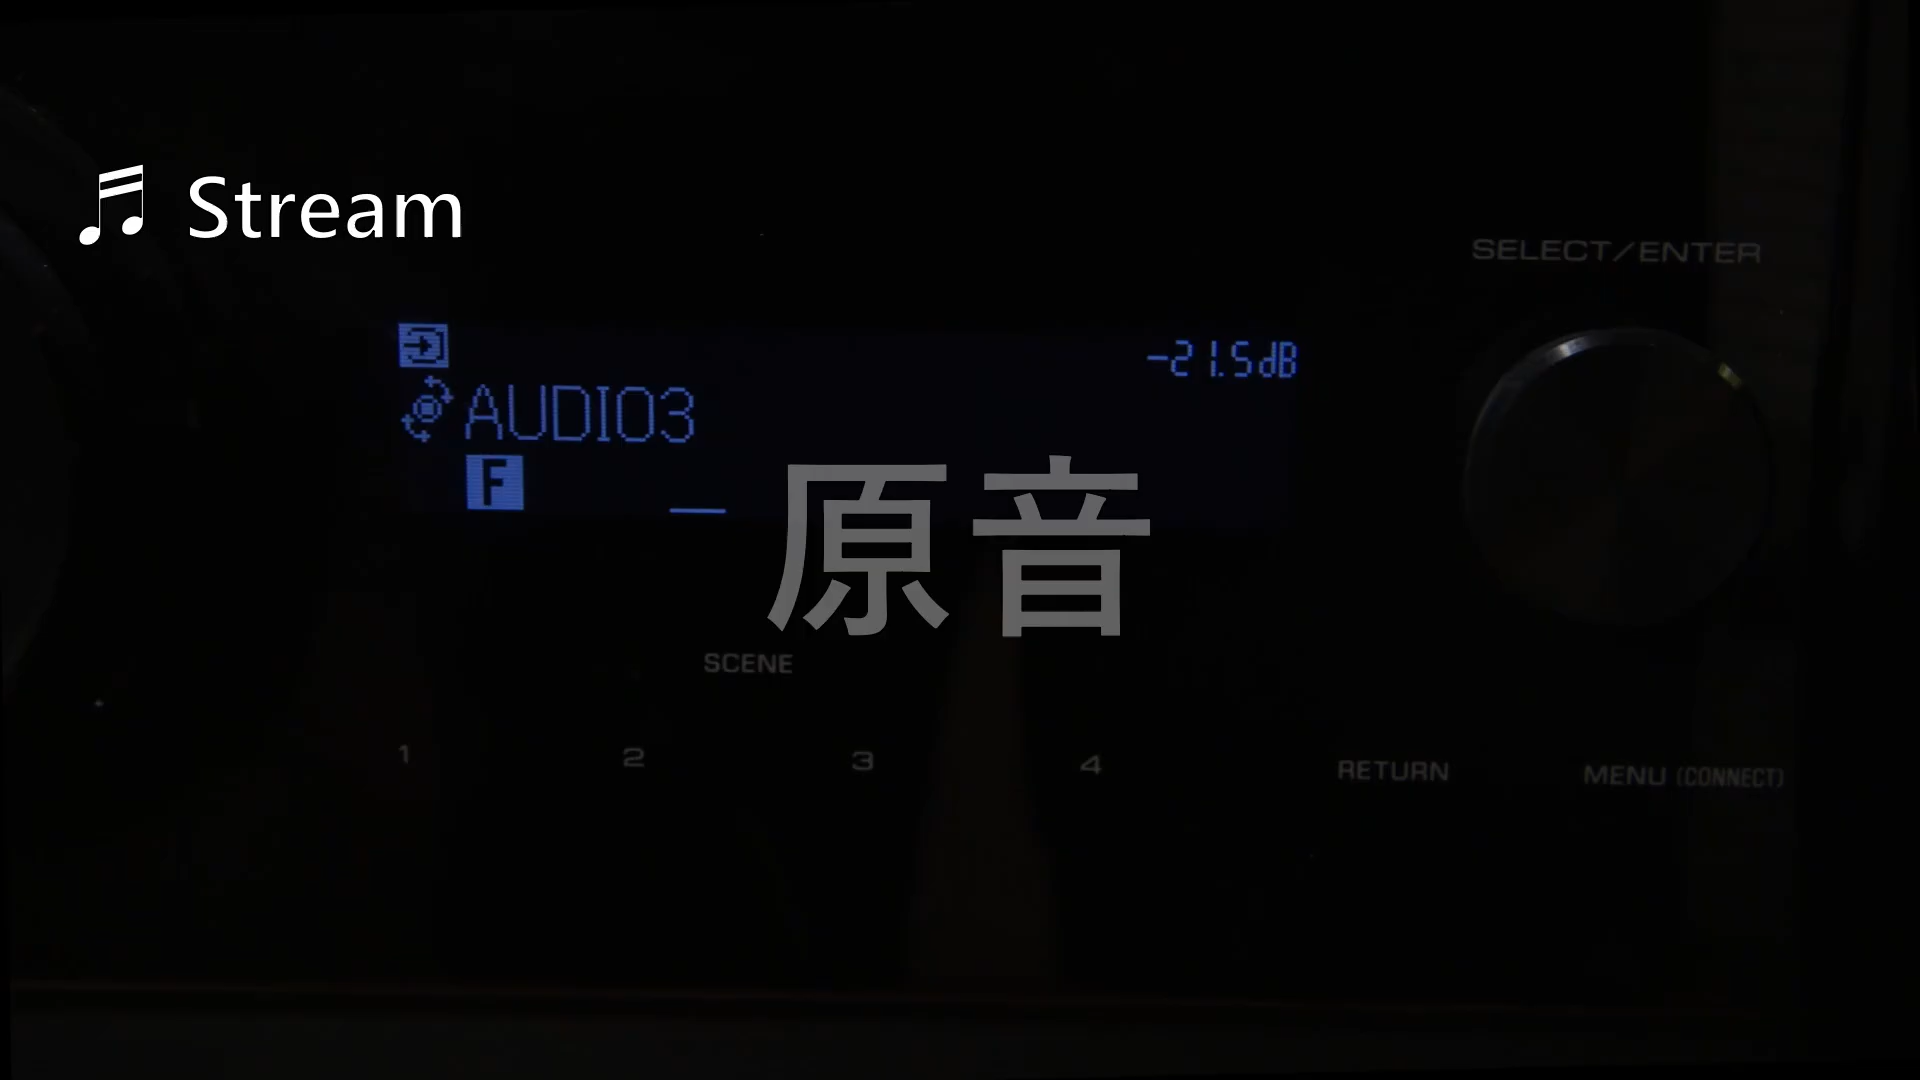 ♬ Stream
SELECT/ENTER
-21.5dB
AUDIO3
F
原音
SCENE
1 2 3 4
RETURN
MENU (CONNECT)